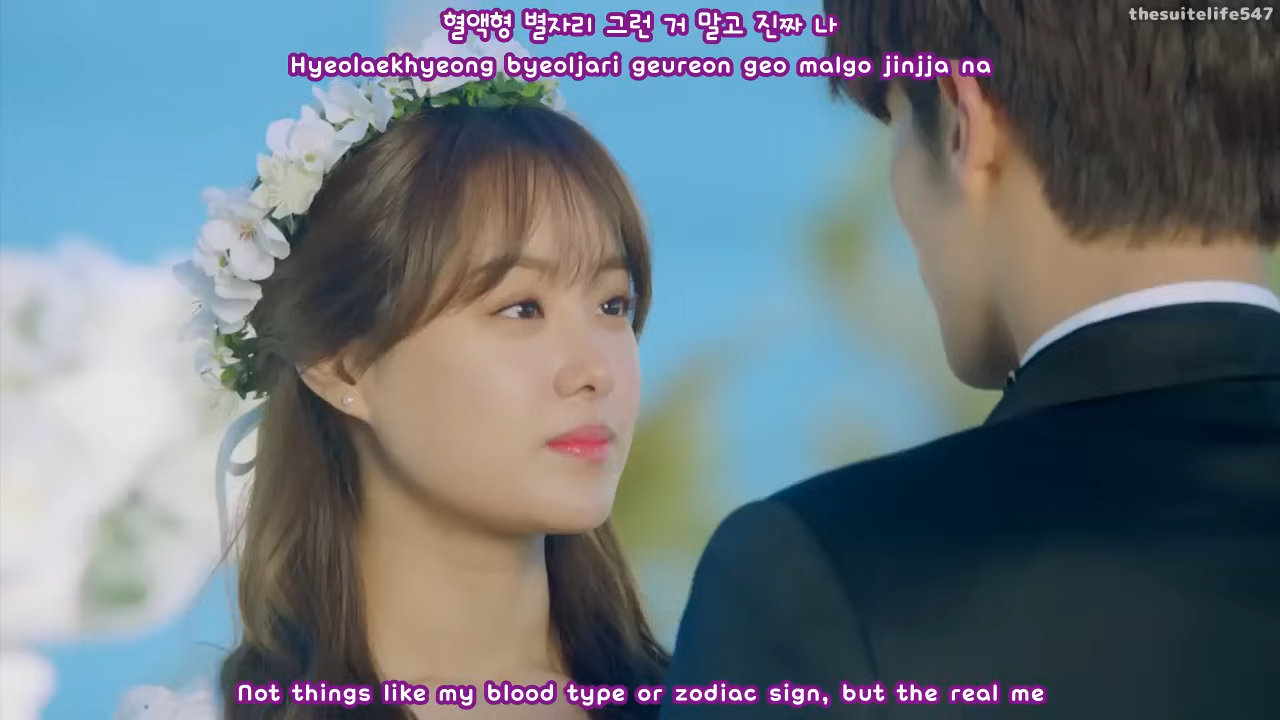 thesuitelife547
혈액형 별자리 그런 거 말고 진짜 나
Hyeolaekhyeong byeoljari geureon geo malgo jinjja na
Not things like my blood type or zodiac sign, but the real me